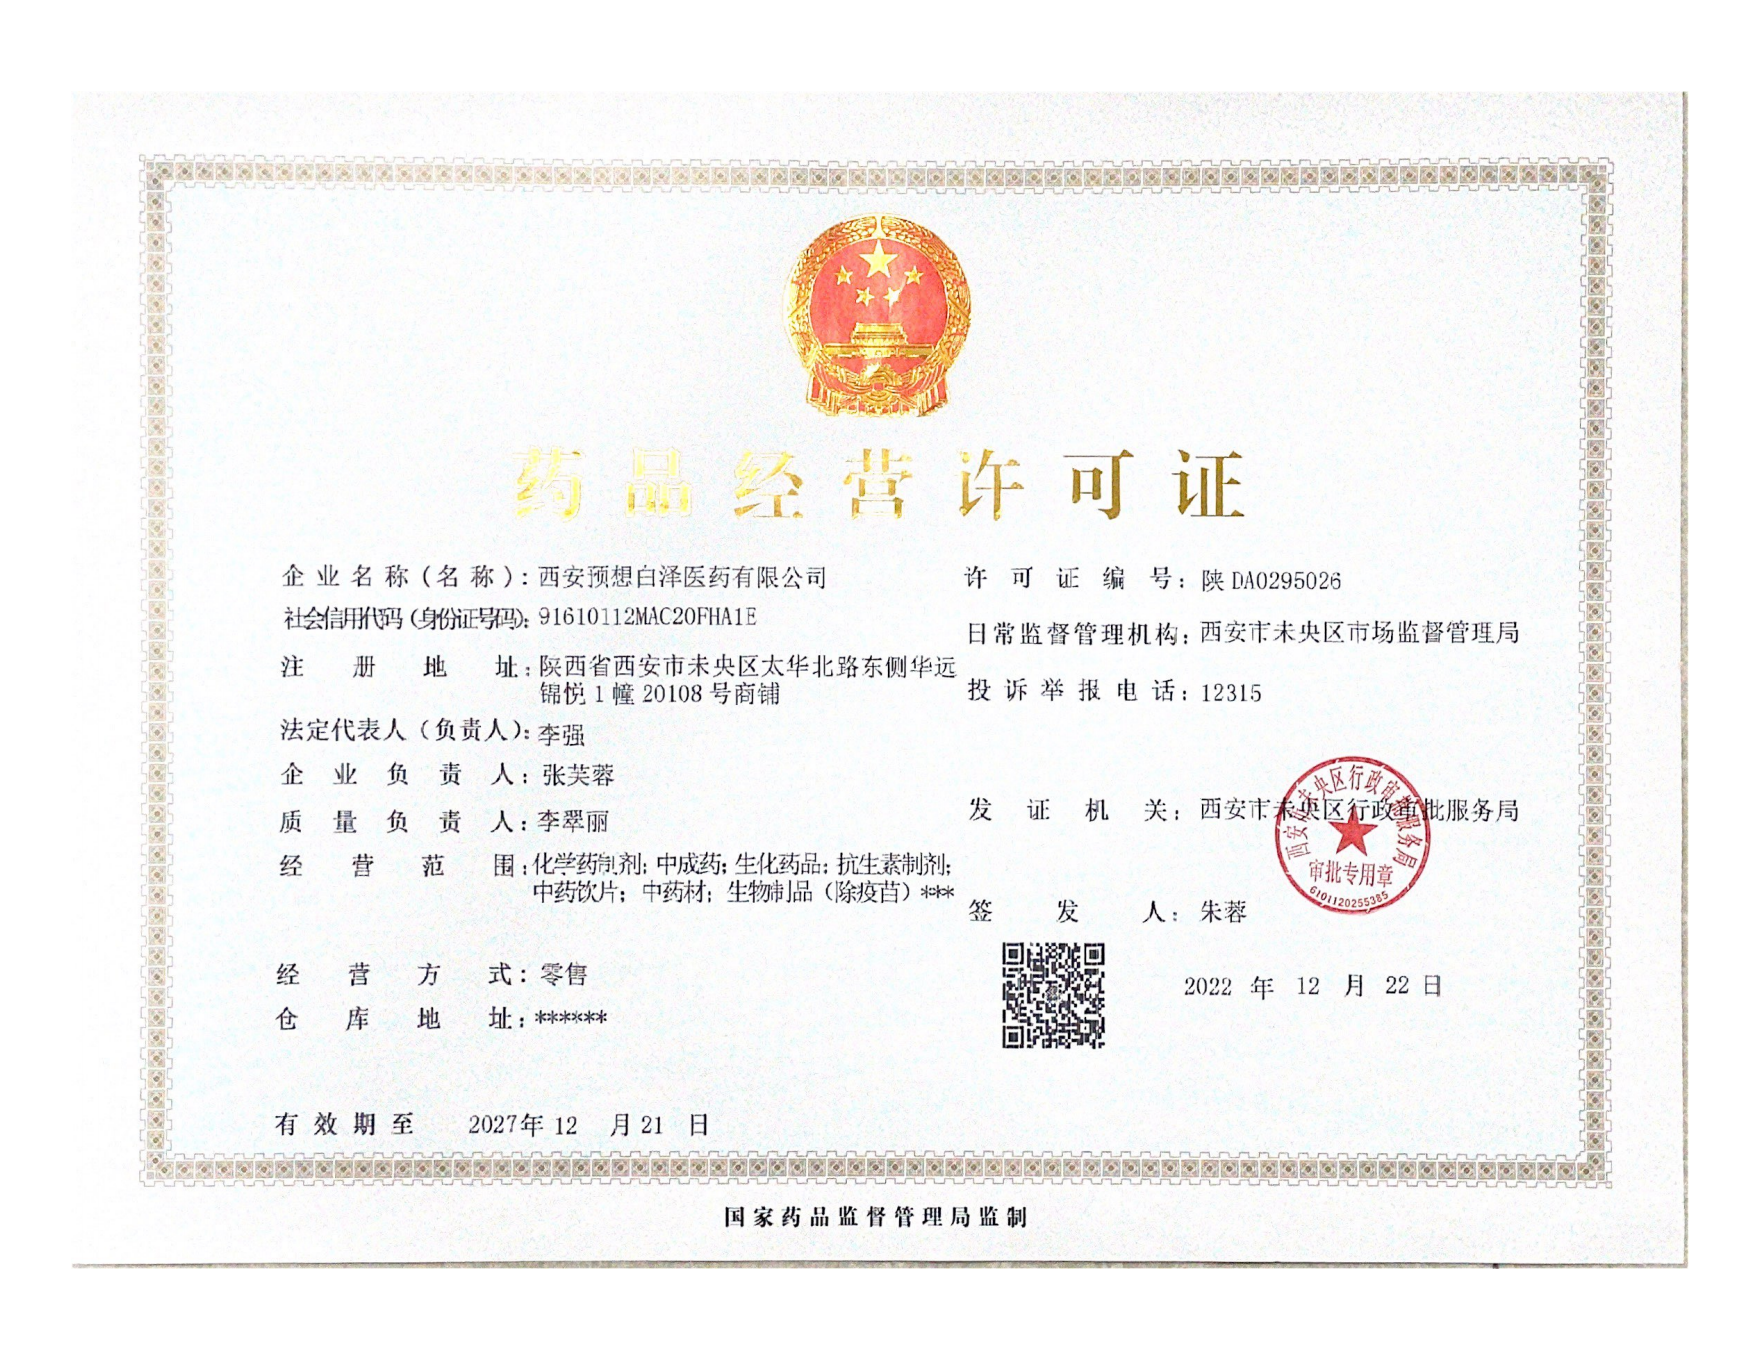 药品经营许可证
企业名称（名称）：西安预想白泽医药有限公司
社会信用代码（身份证号码）：91610112MAC20FHA1E
注册地址：陕西省西安市未央区太华北路东侧华远
锦悦1幢20108号商铺
法定代表人（负责人）：李强
企业负责人：张芙蓉
质量负责人：李翠丽
经营范围：化学药制剂；中成药；生化药品；抗生素制剂；
中药饮片；中药材；生物制品（除疫苗）***
经营方式：零售
仓库地址：******
有效期至 2027年12月21日
许可证编号：陕DA0295026
日常监督管理机构：西安市未央区市场监督管理局
投诉举报电话：12315
发证机关：西安市未央区行政审批服务局
西安市未央区行政审批服务局
审批专用章
6101120255385
签发人：朱蓉
2022年12月22日
国家药品监督管理局监制